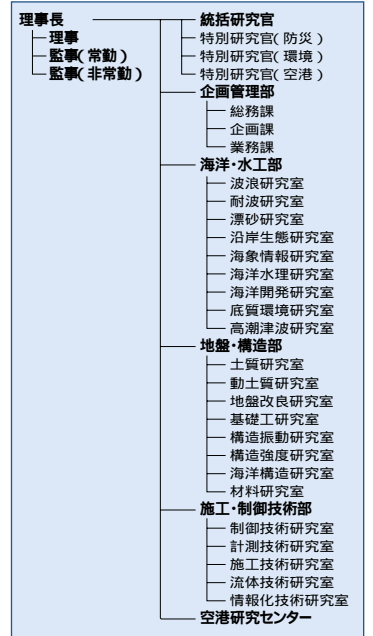 理事長
理事
監事(常勤)
監事(非常勤)
統括研究官
特別研究官(防災)
特別研究官(環境)
特別研究官(空港)
企画管理部
総務課
企画課
業務課
海洋・水工部
波浪研究室
耐波研究室
漂砂研究室
沿岸生態研究室
海象情報研究室
海洋水理研究室
海洋開発研究室
底質環境研究室
高潮津波研究室
地盤・構造部
土質研究室
動土質研究室
地盤改良研究室
基礎工研究室
構造振動研究室
構造強度研究室
海洋構造研究室
材料研究室
施工・制御技術部
制御技術研究室
計測技術研究室
施工技術研究室
流体技術研究室
情報化技術研究室
空港研究センター